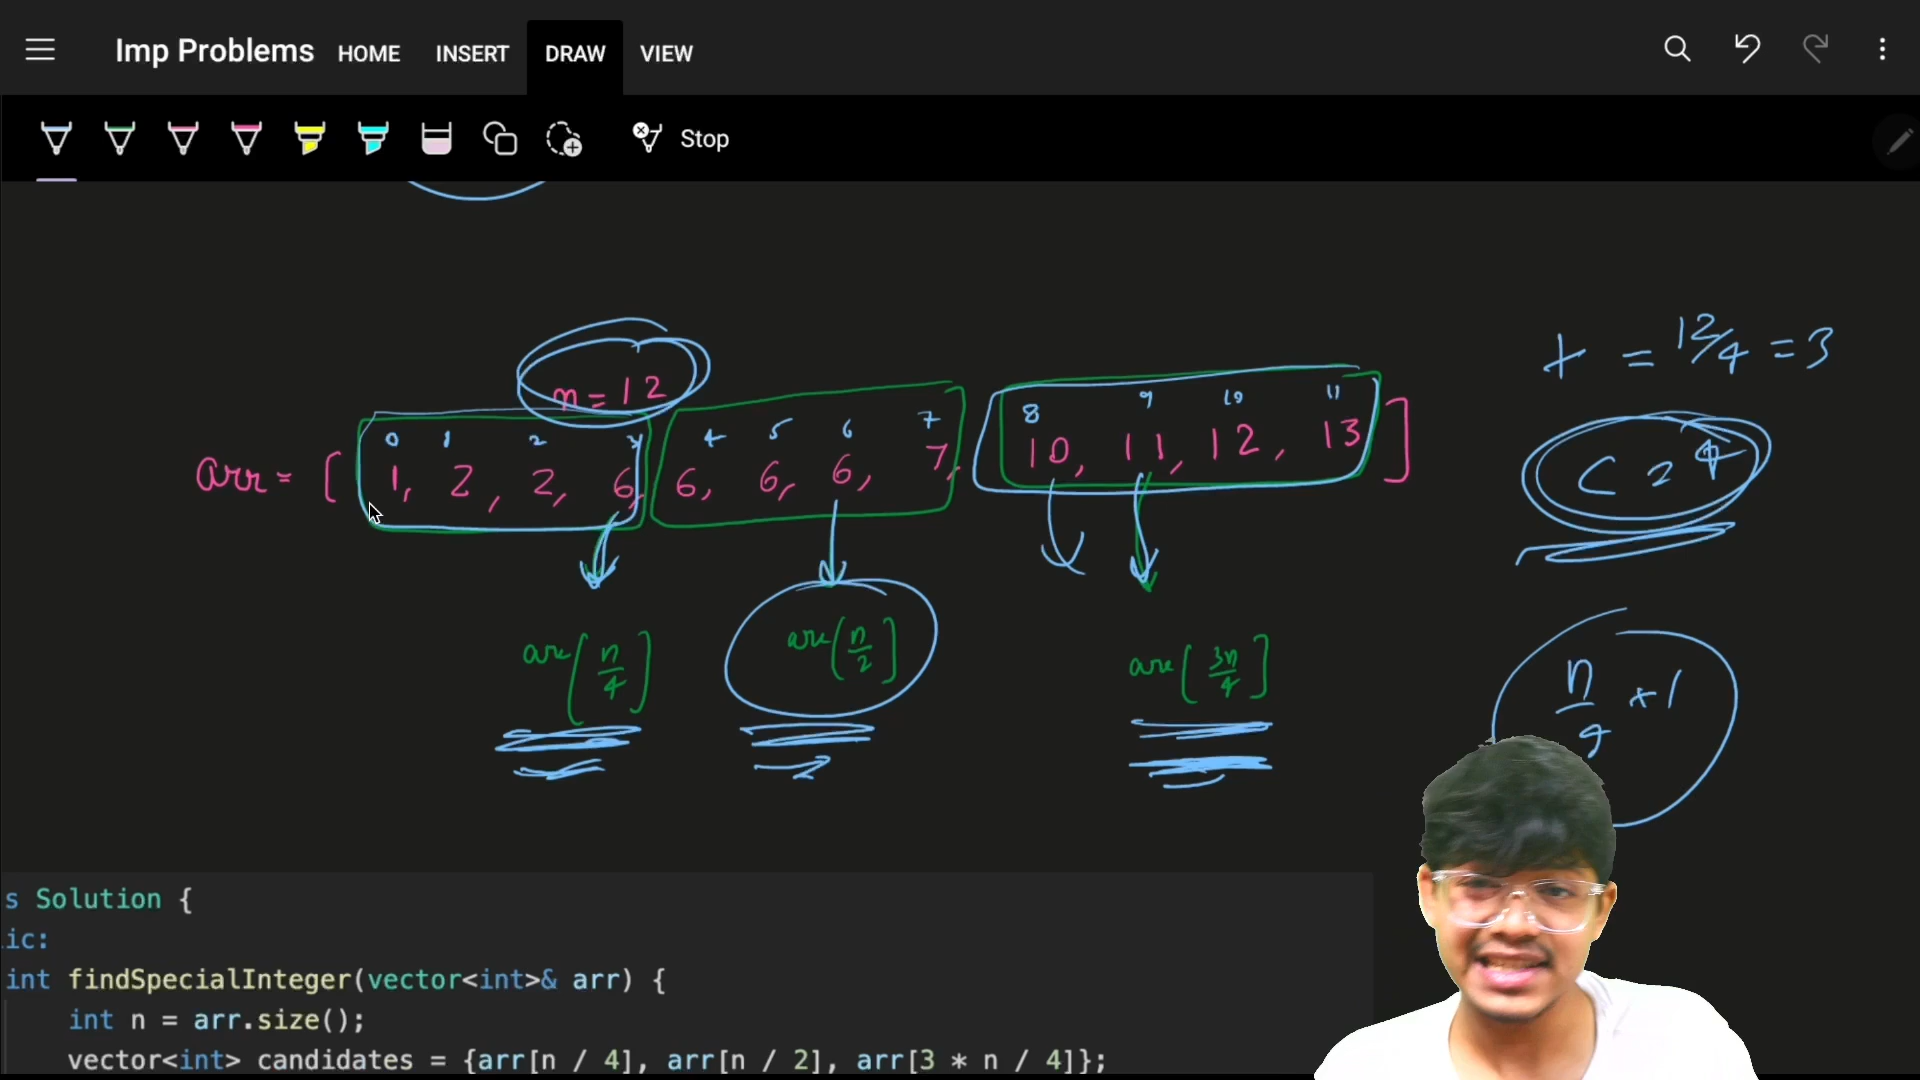 Imp Problems HOME INSERT DRAW VIEW
Stop
n = 12
0 1 2 3 4 5 6 7 8 9 10 11
arr = [ 1, 2, 2, 6, 6, 6, 6, 7, 10, 11, 12, 13 ]
t = 12/4 = 3
C = 4
arr[n/4] arr[n/2] arr[3n/4]
n/4 + 1
s Solution {
ic:
int findSpecialInteger(vector<int>& arr) {
int n = arr.size();
vector<int> candidates = {arr[n / 4], arr[n / 2], arr[3 * n / 4]};